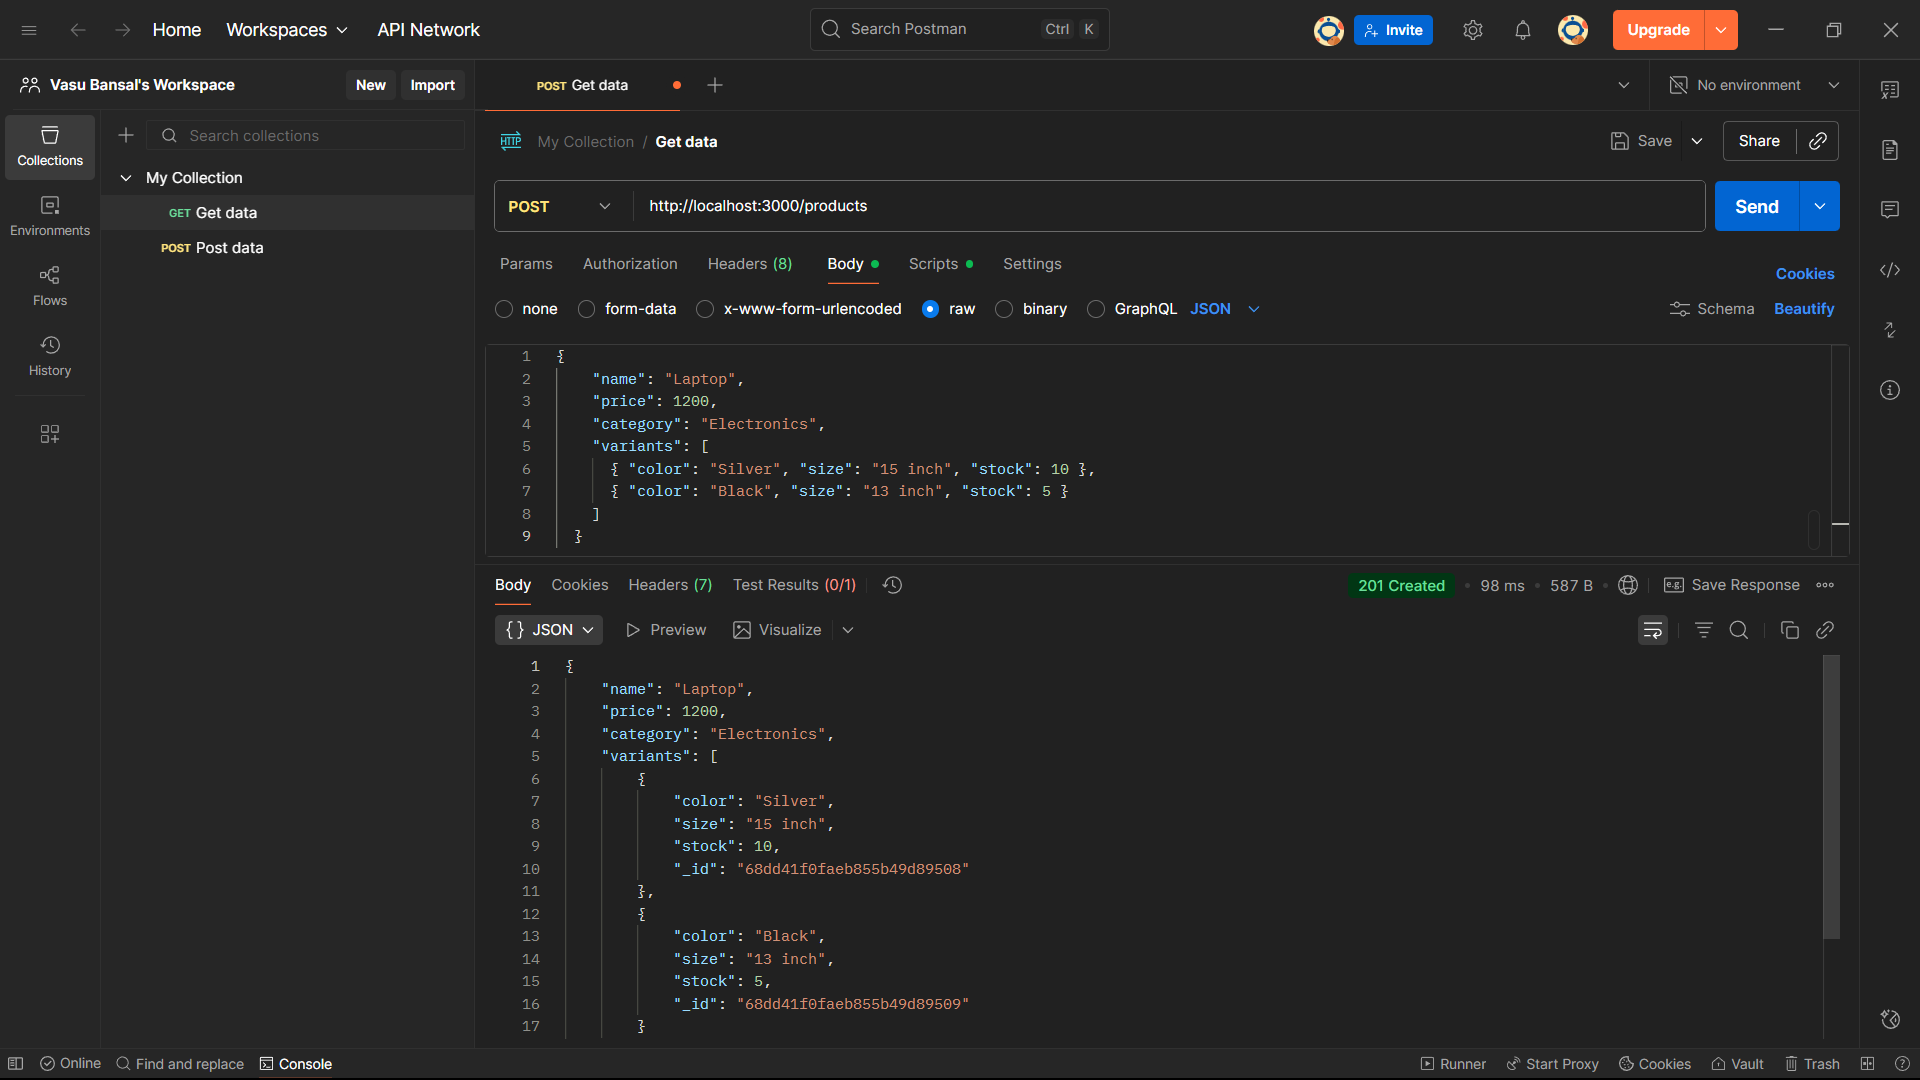 Home Workspaces API Network Search Postman Ctrl K Invite Upgrade
Vasu Bansal's Workspace New Import
POST Get data
No environment
Collections
Environments
Flows
History
Search collections
My Collection
GET Get data
POST Post data
HTTP My Collection / Get data Save Share
POST http://localhost:3000/products Send
Params Authorization Headers (8) Body Scripts Settings Cookies
none form-data x-www-form-urlencoded raw binary GraphQL JSON Schema Beautify
1 {
2 "name": "Laptop",
3 "price": 1200,
4 "category": "Electronics",
5 "variants": [
6 { "color": "Silver", "size": "15 inch", "stock": 10 },
7 { "color": "Black", "size": "13 inch", "stock": 5 }
8 ]
9 }
Body Cookies Headers (7) Test Results (0/1) 201 Created • 98 ms • 587 B • e.g. Save Response
{} JSON Preview Visualize
1 {
2 "name": "Laptop",
3 "price": 1200,
4 "category": "Electronics",
5 "variants": [
6 {
7 "color": "Silver",
8 "size": "15 inch",
9 "stock": 10,
10 "_id": "68dd41f0faeb855b49d89508"
11 },
12 {
13 "color": "Black",
14 "size": "13 inch",
15 "stock": 5,
16 "_id": "68dd41f0faeb855b49d89509"
17 }
Online Find and replace Console Runner Start Proxy Cookies Vault Trash